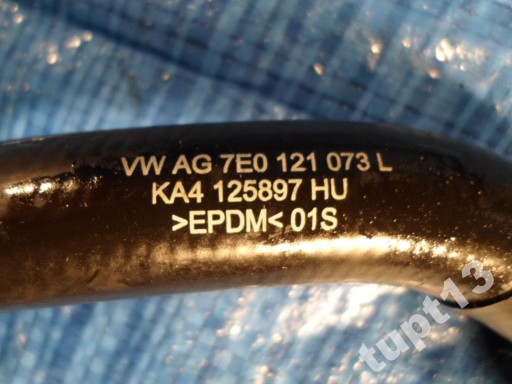 VW AG 7E0 121 073 L
KA4 125897 HU
>EPDM< 01S
tupt13